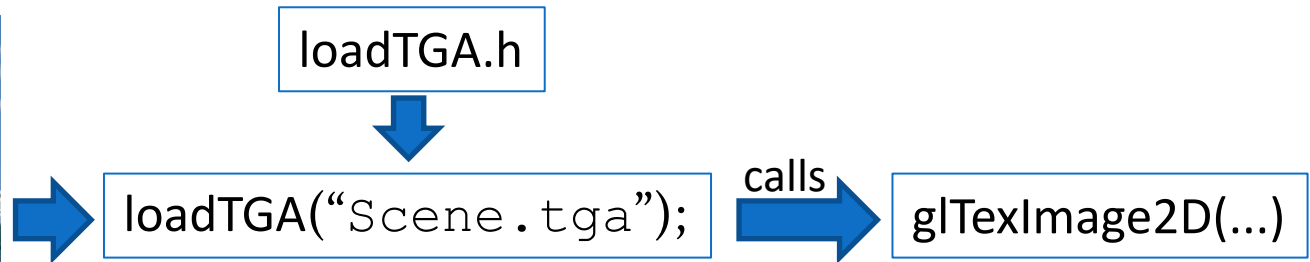 loadTGA.h
calls
loadTGA(“Scene.tga”);
glTexImage2D(...)